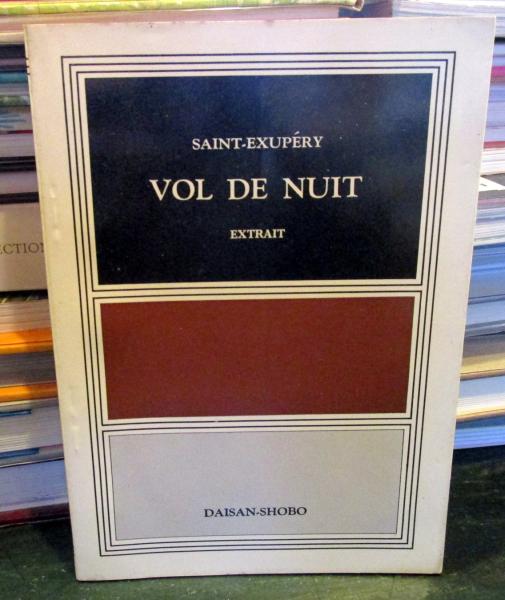 SAINT-EXUPÉRY
VOL DE NUIT
EXTRAIT
DAISAN-SHOBO